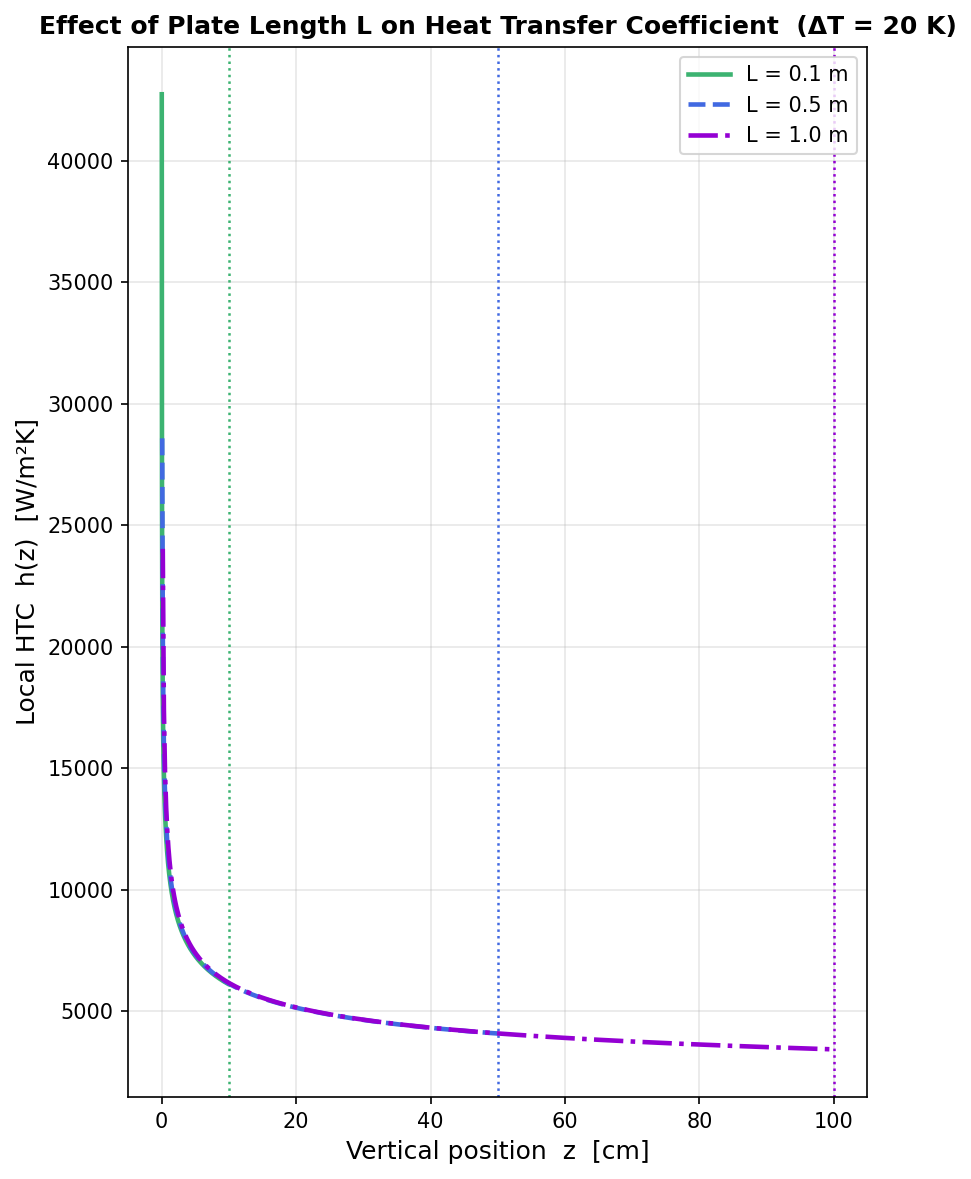 Effect of Plate Length L on Heat Transfer Coefficient  (ΔT = 20 K)
L = 0.1 m
L = 0.5 m
L = 1.0 m
40000
35000
30000
25000
20000
15000
10000
5000
Local HTC  h(z)  [W/m²K]
0 20 40 60 80 100
Vertical position  z  [cm]